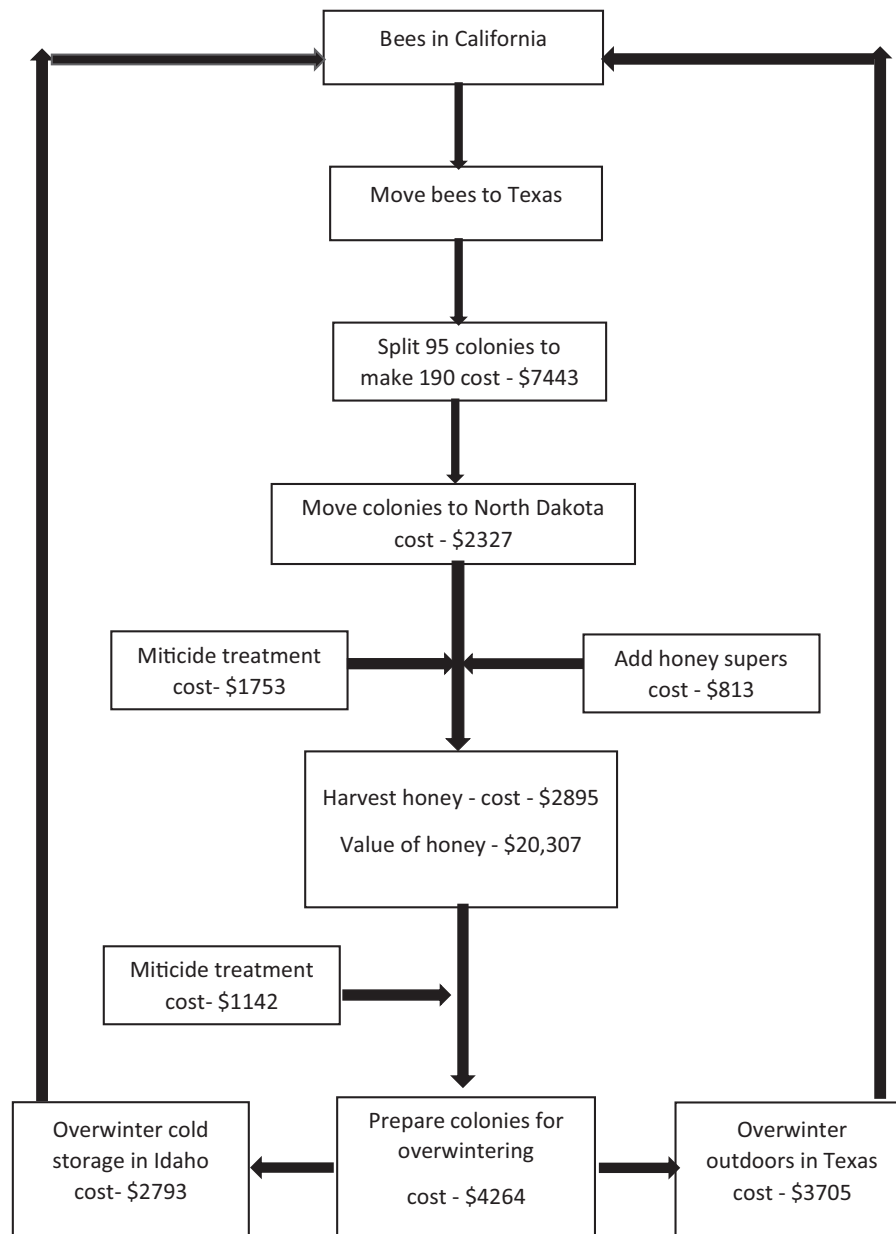 Bees in California
Move bees to Texas
Split 95 colonies to
make 190 cost - $7443
Move colonies to North Dakota
cost - $2327
Miticide treatment
cost- $1753
Add honey supers
cost - $813
Harvest honey - cost - $2895
Value of honey - $20,307
Miticide treatment
cost- $1142
Overwinter cold
storage in Idaho
cost- $2793
Prepare colonies for
overwintering
cost - $4264
Overwinter
outdoors in Texas
cost - $3705